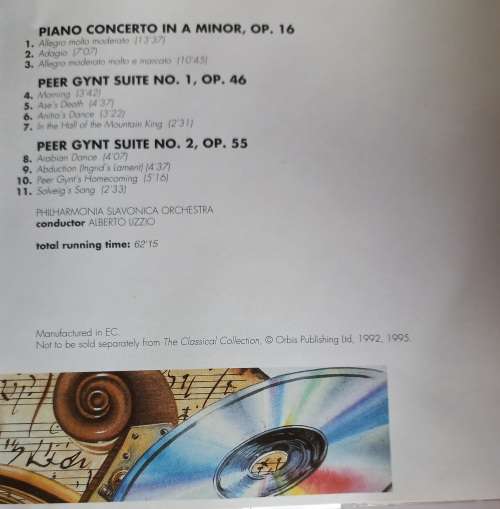 PIANO CONCERTO IN A MINOR, OP. 16
1. Allegro molto moderato (13'37)
2. Adagio (7'07)
3. Allegro moderato molto e marcato (10'45)
PEER GYNT SUITE NO. 1, OP. 46
4. Morning (3'42)
5. Ase's Death (4'37)
6. Anitra's Dance (3'22)
7. In the Hall of the Mountain King (2'31)
PEER GYNT SUITE NO. 2, OP. 55
8. Arabian Dance (4'07)
9. Abduction (Ingrid's Lament) (4'37)
10. Peer Gynt's Homecoming (5'16)
11. Solveig's Song (2'33)
PHILHARMONIA SLAVONICA ORCHESTRA
conductor ALBERTO LIZZIO
total running time: 62'15
Manufactured in EC.
Not to be sold separately from The Classical Collection, © Orbis Publishing Ltd, 1992, 1995.